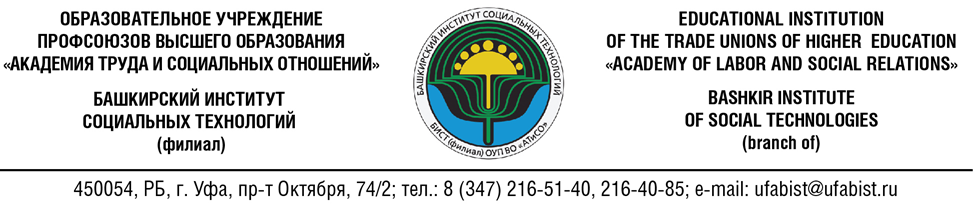 ОБРАЗОВАТЕЛЬНОЕ УЧРЕЖДЕНИЕ
ПРОФСОЮЗОВ ВЫСШЕГО ОБРАЗОВАНИЯ
«АКАДЕМИЯ ТРУДА И СОЦИАЛЬНЫХ ОТНОШЕНИЙ»
БАШКИРСКИЙ ИНСТИТУТ
СОЦИАЛЬНЫХ ТЕХНОЛОГИЙ
(филиал)
БАШКИРСКИЙ ИНСТИТУТ СОЦИАЛЬНЫХ ТЕХНОЛОГИЙ
БИСТ (филиал) ОУП ВО «АТиСО»
EDUCATIONAL INSTITUTION
OF THE TRADE UNIONS OF HIGHER EDUCATION
«ACADEMY OF LABOR AND SOCIAL RELATIONS»
BASHKIR INSTITUTE
OF SOCIAL TECHNOLOGIES
(branch of)
450054, РБ, г. Уфа, пр-т Октября, 74/2; тел.: 8 (347) 216-51-40, 216-40-85; e-mail: ufabist@ufabist.ru